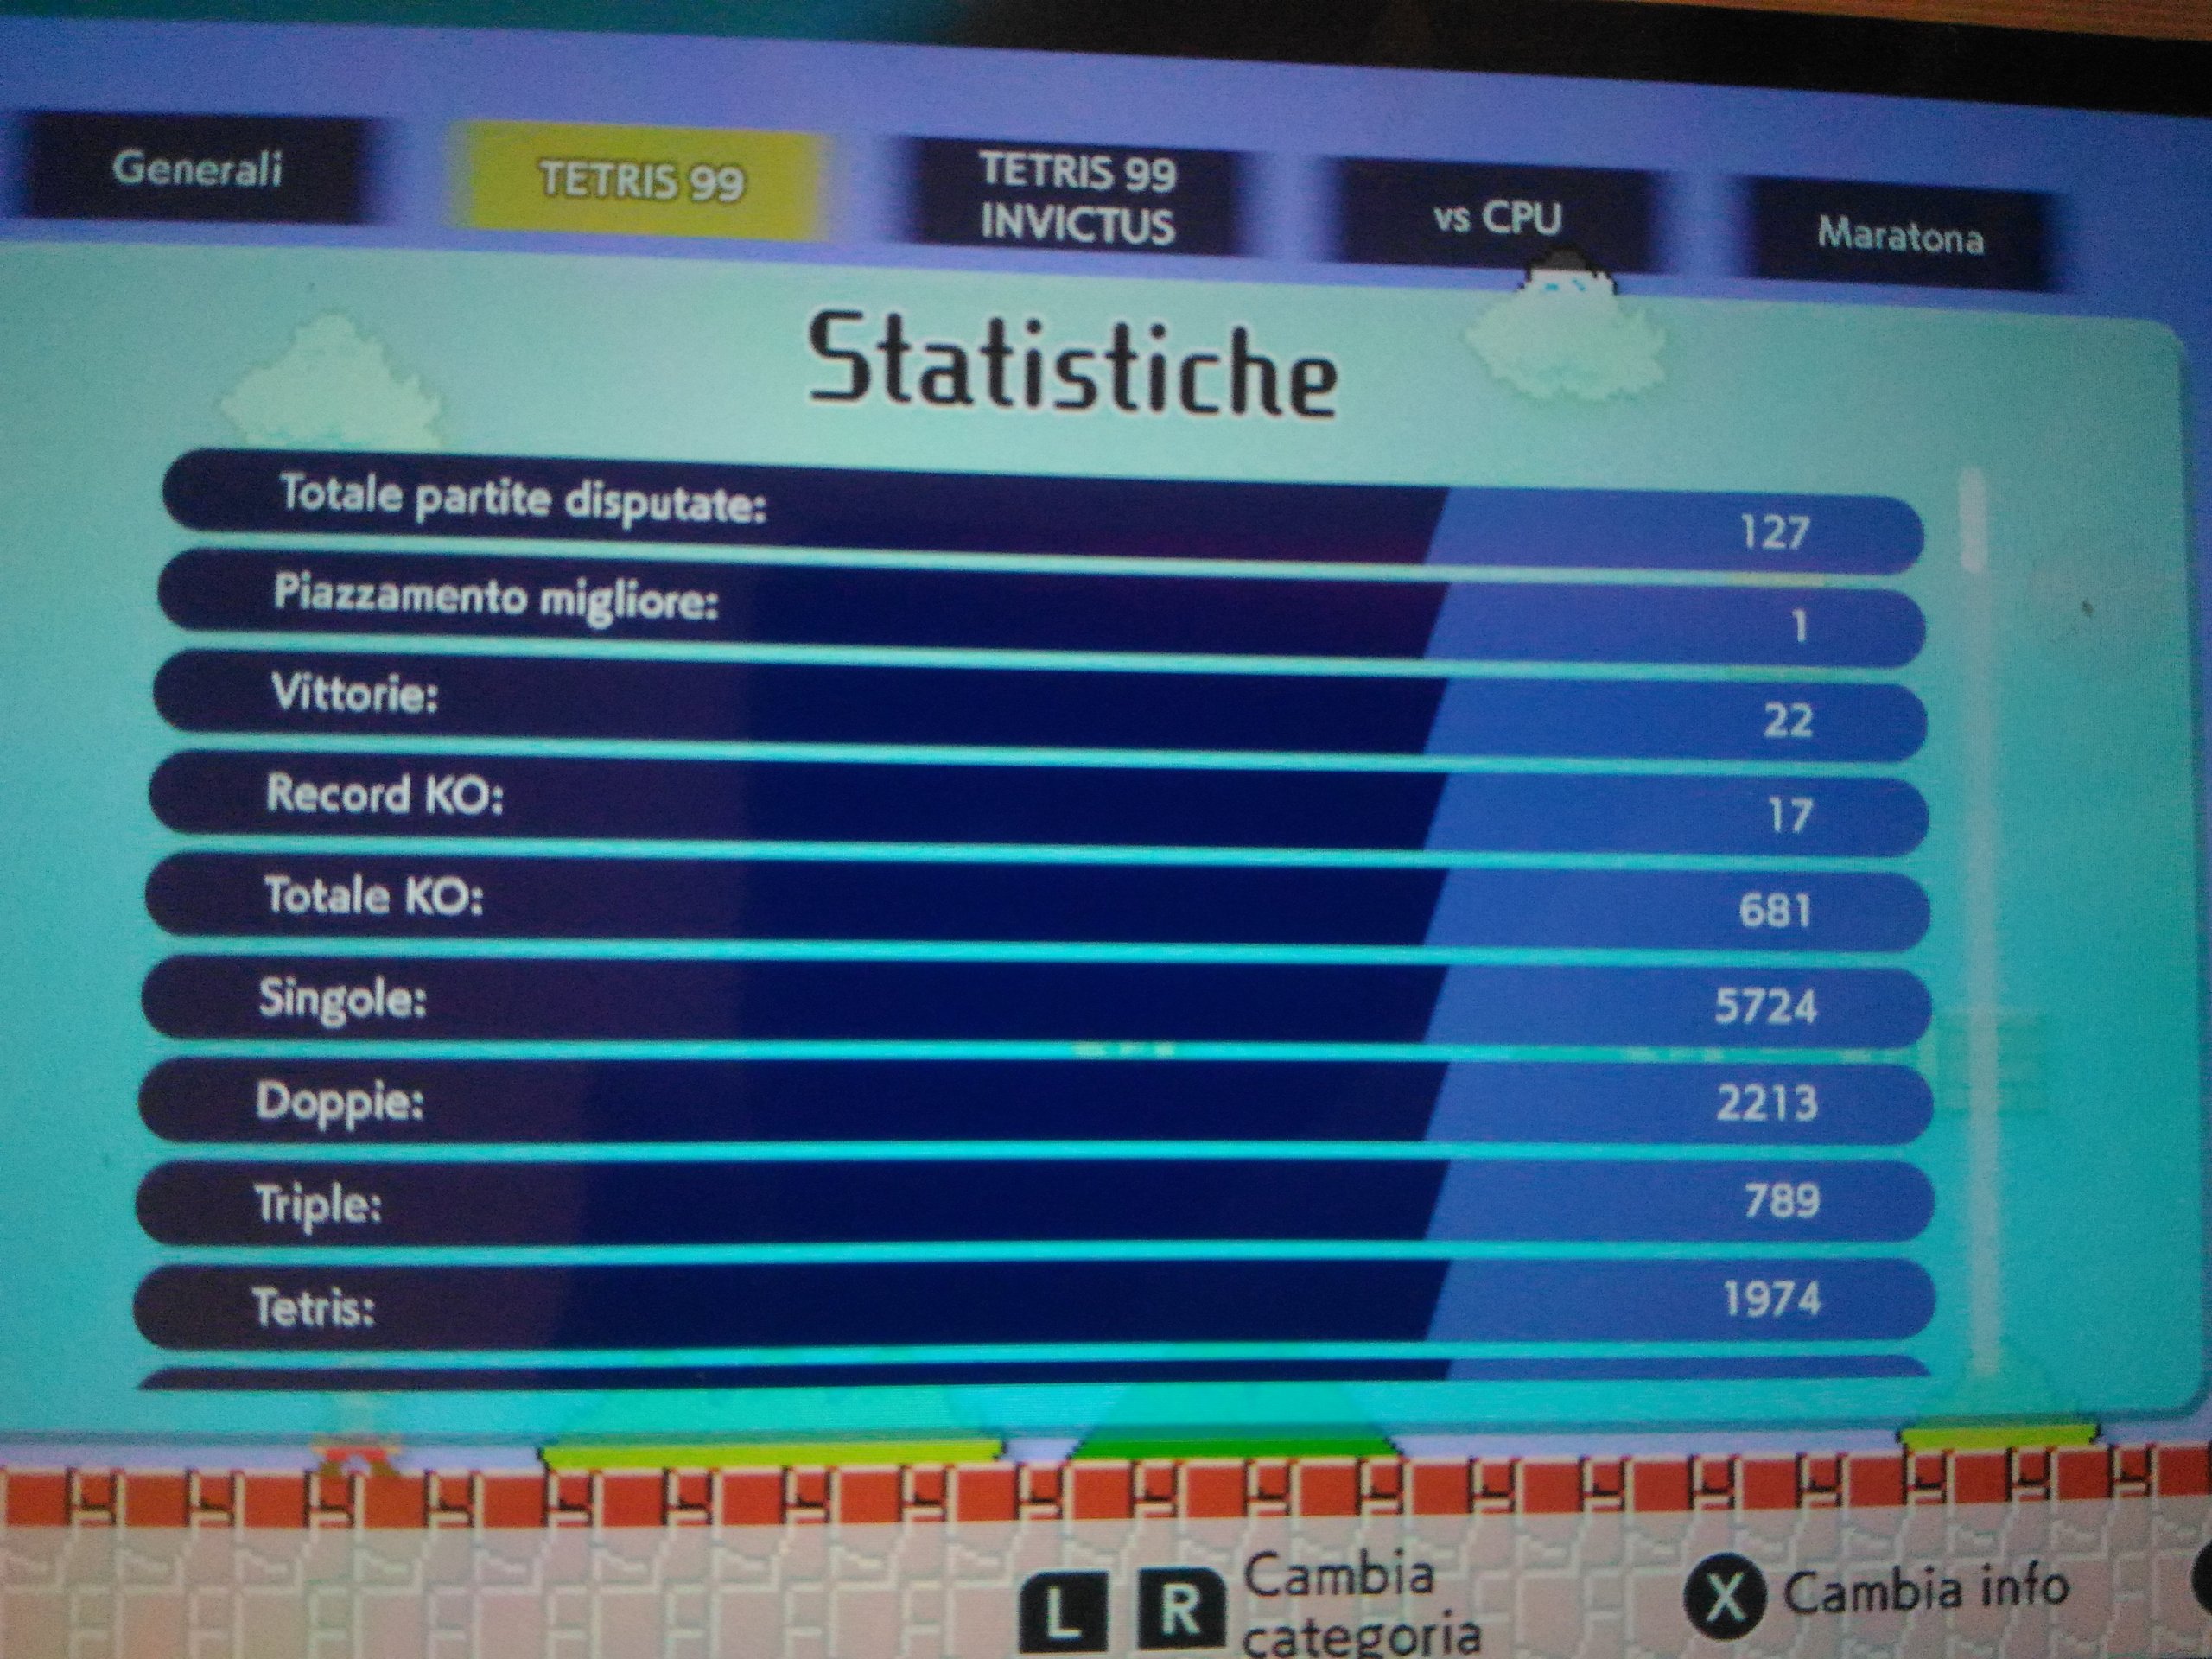 Generali
TETRIS 99
TETRIS 99
INVICTUS
vs CPU
Maratona
Statistiche
Totale partite disputate: 127
Piazzamento migliore: 1
Vittorie: 22
Record KO: 17
Totale KO: 681
Singole: 5724
Doppie: 2213
Triple: 789
Tetris: 1974
L R Cambia
categoria
X Cambia info